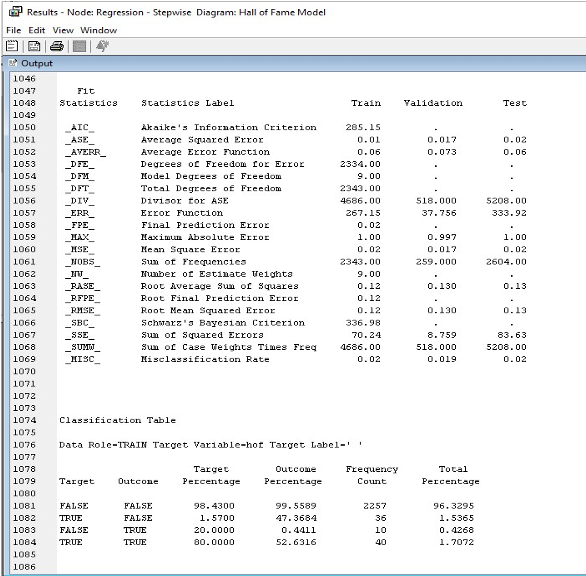 Results - Node: Regression - Stepwise  Diagram: Hall of Fame Model
File Edit View Window
Output
1046
1047 Fit
1048 Statistics Statistics Label Train Validation Test
1049
1050 _AIC_ Akaike's Information Criterion 285.15 . .
1051 _ASE_ Average Squared Error 0.01 0.017 0.02
1052 _AVERR_ Average Error Function 0.06 0.073 0.06
1053 _DFE_ Degrees of Freedom for Error 2334.00 . .
1054 _DFM_ Model Degrees of Freedom 9.00 . .
1055 _DFT_ Total Degrees of Freedom 2343.00 . .
1056 _DIV_ Divisor for ASE 4686.00 518.000 5208.00
1057 _ERR_ Error Function 267.15 37.756 333.92
1058 _FPE_ Final Prediction Error 0.02 . .
1059 _MAX_ Maximum Absolute Error 1.00 0.997 1.00
1060 _MSE_ Mean Square Error 0.02 0.017 0.02
1061 _NOBS_ Sum of Frequencies 2343.00 259.000 2604.00
1062 _NW_ Number of Estimate Weights 9.00 . .
1063 _RASE_ Root Average Sum of Squares 0.12 0.130 0.13
1064 _RFPE_ Root Final Prediction Error 0.12 . .
1065 _RMSE_ Root Mean Squared Error 0.12 0.130 0.13
1066 _SBC_ Schwarz's Bayesian Criterion 336.98 . .
1067 _SSE_ Sum of Squared Errors 70.24 8.759 83.63
1068 _SUMW_ Sum of Case Weights Times Freq 4686.00 518.000 5208.00
1069 _MISC_ Misclassification Rate 0.02 0.019 0.02
1070
1071
1072
1073
1074 Classification Table
1075
1076 Data Role=TRAIN Target Variable=hof Target Label=' '
1077
1078 Target Outcome Frequency Total
1079 Target Outcome Percentage Percentage Count Percentage
1080
1081 FALSE FALSE 98.4300 99.5589 2257 96.3295
1082 TRUE FALSE 1.5700 47.3684 36 1.5365
1083 FALSE TRUE 20.0000 0.4411 10 0.4268
1084 TRUE TRUE 80.0000 52.6316 40 1.7072
1085
1086